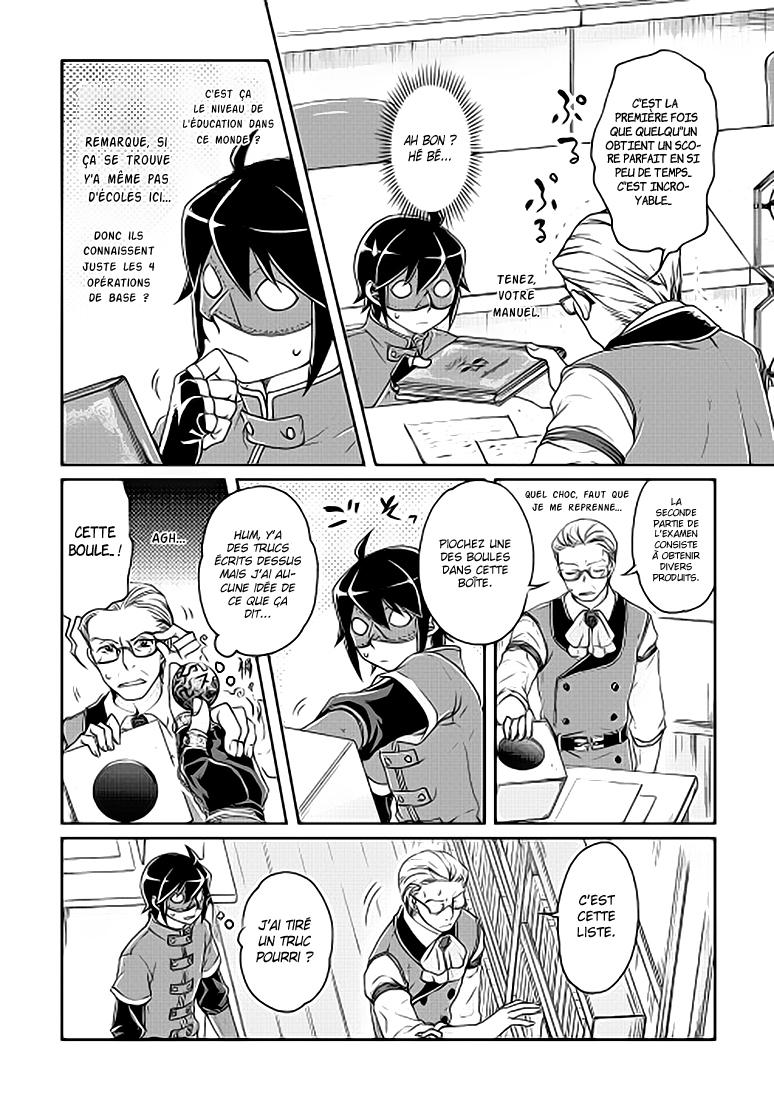 C'EST LA
PREMIÈRE FOIS
QUE QUELQU"UN
OBTIENT UN SCO-
RE PARFAIT EN SI
PEU DE TEMPS...
C'EST INCRO-
YABLE...
ぷる
ぷる
AH BON ?
HÉ BÉ...
TENEZ,
VOTRE
MANUEL.
C'EST ÇA
LE NIVEAU DE
L'ÉDUCATION DANS
CE MONDE ?
REMARQUE, SI
ÇA SE TROUVE
Y'A MÊME PAS
D'ÉCOLES ICI...
DONC ILS
CONNAISSENT
JUSTE LES 4
OPÉRATIONS
DE BASE ?
QUEL CHOC, FAUT QUE
JE ME REPRENNE...
LA
SECONDE
PARTIE DE
L'EXAMEN
CONSISTE
À OBTENIR
DIVERS
PRODUITS.
PIOCHEZ UNE
DES BOULES
DANS CETTE
BOÎTE.
HUM, Y'A
DES TRUCS
ÉCRITS DESSUS
MAIS J'AI AU-
CUNE IDÉE DE
CE QUE ÇA
DIT...
AGH...
CETTE
BOULE... !
C'EST
CETTE
LISTE.
J'AI TIRÉ
UN TRUC
POURRI ?